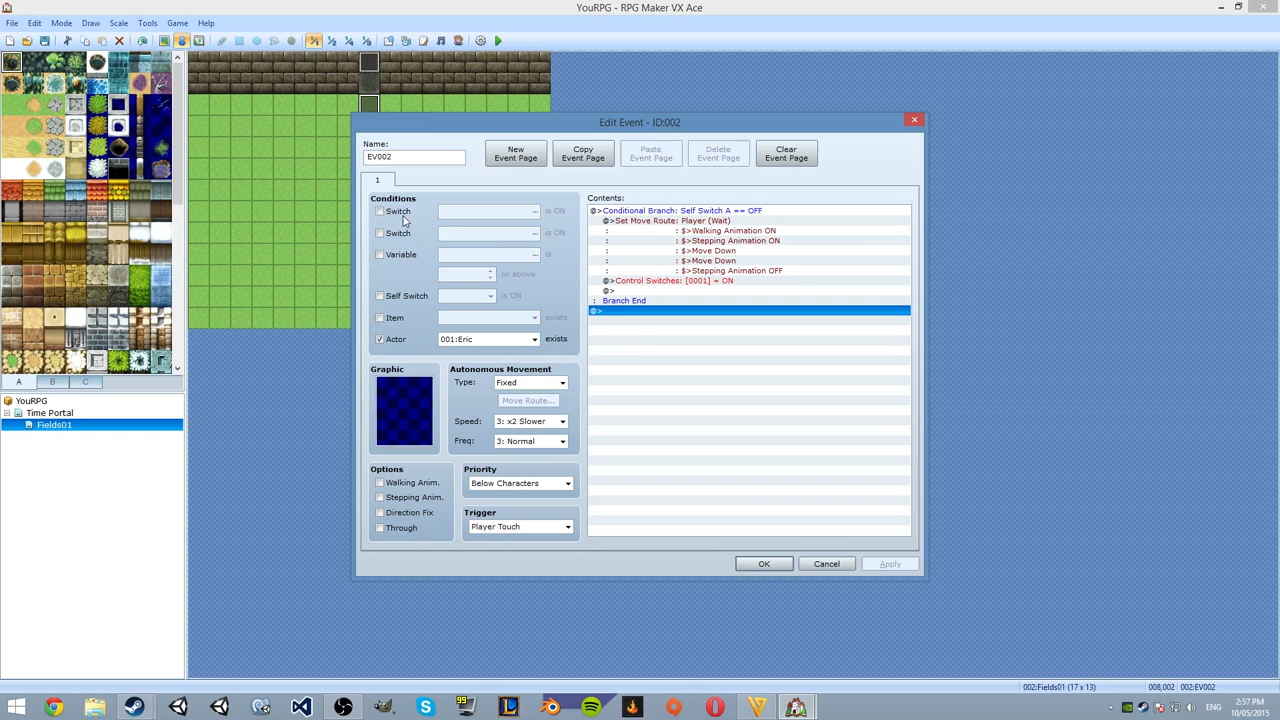 YouRPG - RPG Maker VX Ace
File Edit Mode Draw Scale Tools Game Help
Edit Event - ID:002
Name:
EV002
New Event Page
Copy Event Page
Paste Event Page
Delete Event Page
Clear Event Page
1
Conditions
Switch ... is ON
Switch ... is ON
Variable ... is
or above
Self Switch is ON
Item
Actor 001:Eric exists
Graphic
Autonomous Movement
Type: Fixed
Move Route...
Speed: 3: x2 Slower
Freq: 3: Normal
Options
Walking Anim.
Stepping Anim.
Direction Fix
Through
Priority
Below Characters
Trigger
Player Touch
Contents:
@>Conditional Branch: Self Switch A == OFF
@>Set Move Route: Player (Wait)
: : $>Walking Animation ON
: : $>Stepping Animation ON
: : $>Move Down
: : $>Move Down
: : $>Stepping Animation OFF
@>Control Switches: [0001] = ON
@>
: Branch End
@>
OK Cancel Apply
A B C
YouRPG
Time Portal
Fields01
002:Fields01 (17 x 13) 008,002 002:EV002
ENG
2:57 PM
10/05/2015